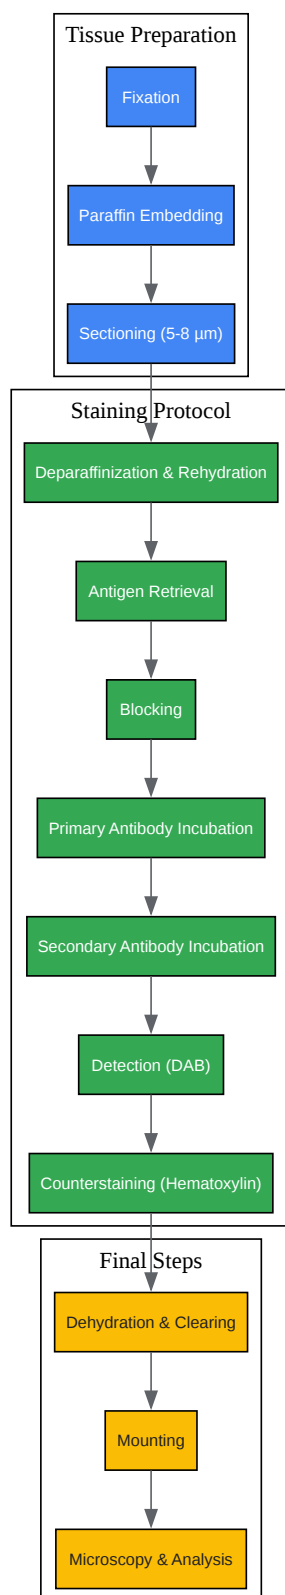 Tissue Preparation
Fixation
Paraffin Embedding
Sectioning (5-8 µm)
Staining Protocol
Deparaffinization & Rehydration
Antigen Retrieval
Blocking
Primary Antibody Incubation
Secondary Antibody Incubation
Detection (DAB)
Counterstaining (Hematoxylin)
Final Steps
Dehydration & Clearing
Mounting
Microscopy & Analysis